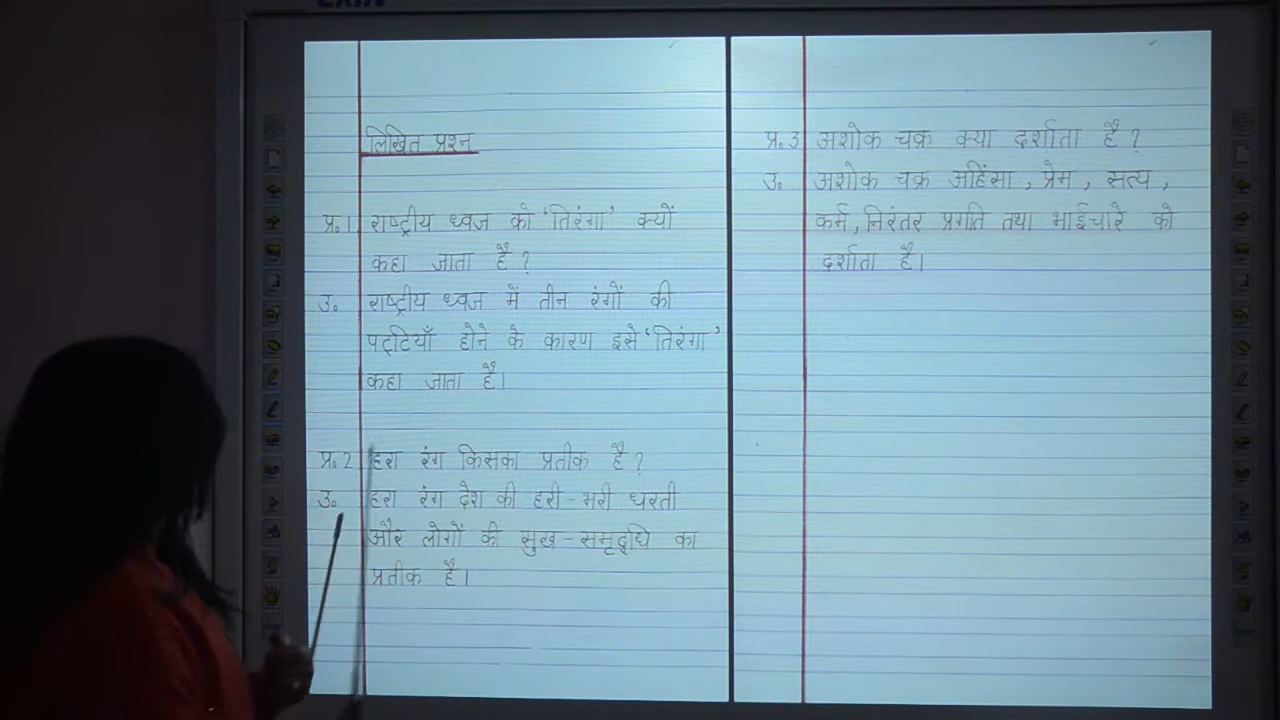 लिखित प्रश्न
प्र.1 राष्ट्रीय ध्वज को 'तिरंगा' क्यों
कहा जाता है?
उ. राष्ट्रीय ध्वज में तीन रंगों की
पट्टियाँ होने के कारण इसे 'तिरंगा'
कहा जाता है।
प्र.2 हरा रंग किसका प्रतीक है?
उ. हरा रंग देश की हरी-भरी धरती
और लोगों की सुख-समृद्धि का
प्रतीक है।
प्र.3 अशोक चक्र क्या दर्शाता है?
उ. अशोक चक्र अहिंसा, प्रेम, सत्य,
कर्म, निरंतर प्रगति तथा भाईचारे को
दर्शाता है।